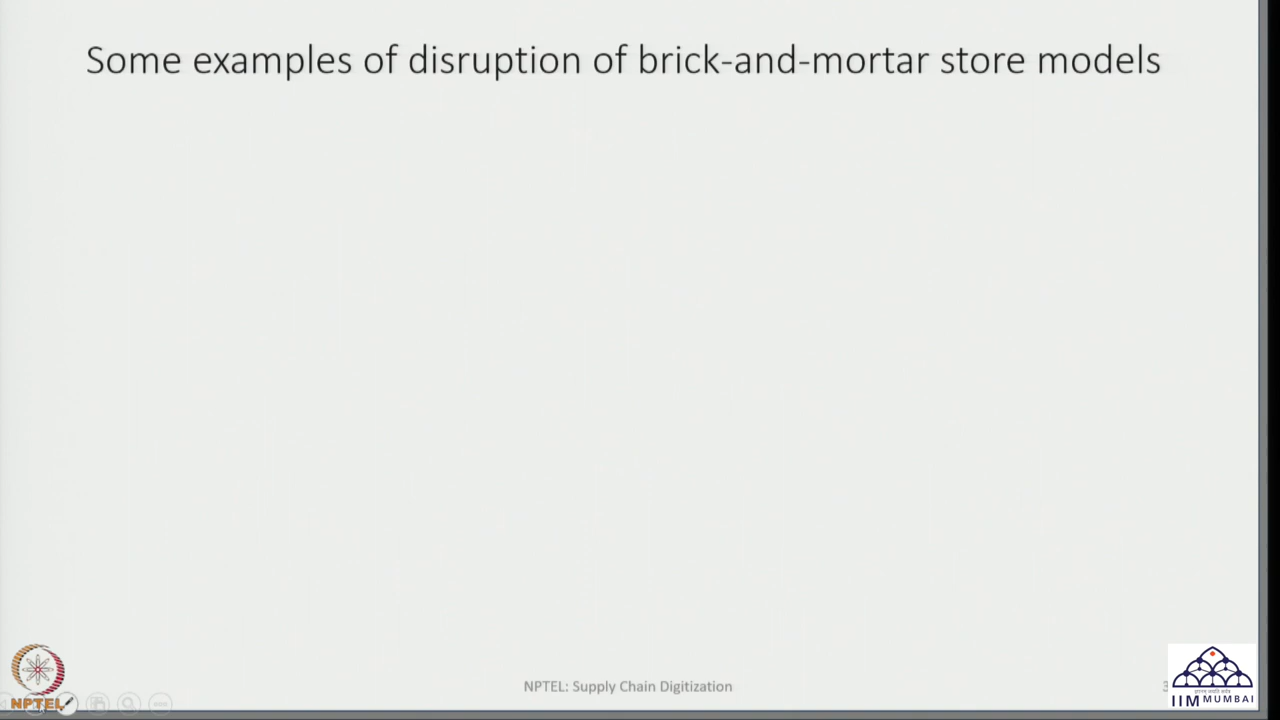 Some examples of disruption of brick-and-mortar store models
NPTEL
NPTEL: Supply Chain Digitization
IIM MUMBAI